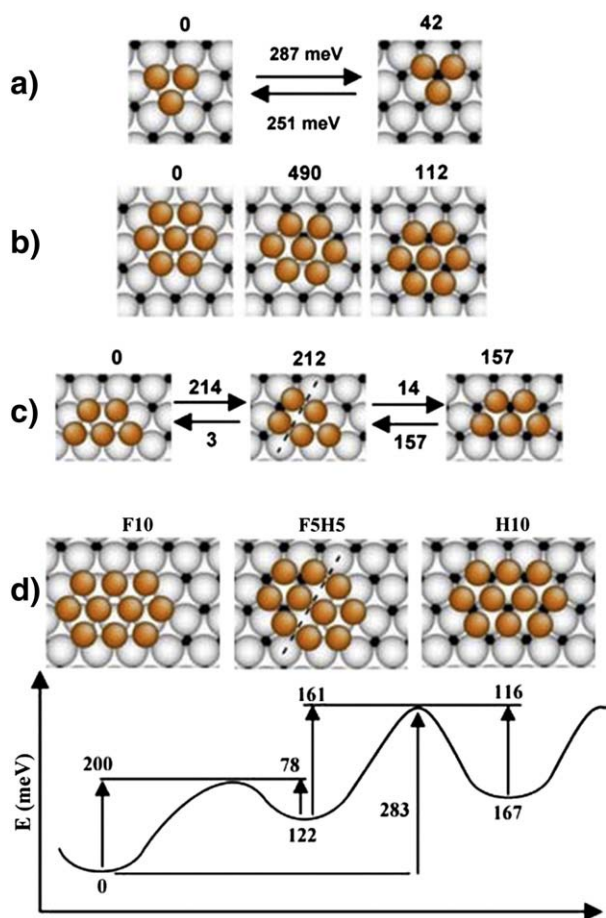 0 42
a) 287 meV
251 meV
0 490 112
b)
0 212 157
c) 214 14
3 157
F10 F5H5 H10
d)
161 116
200 78
E (meV)
122 283 167
0